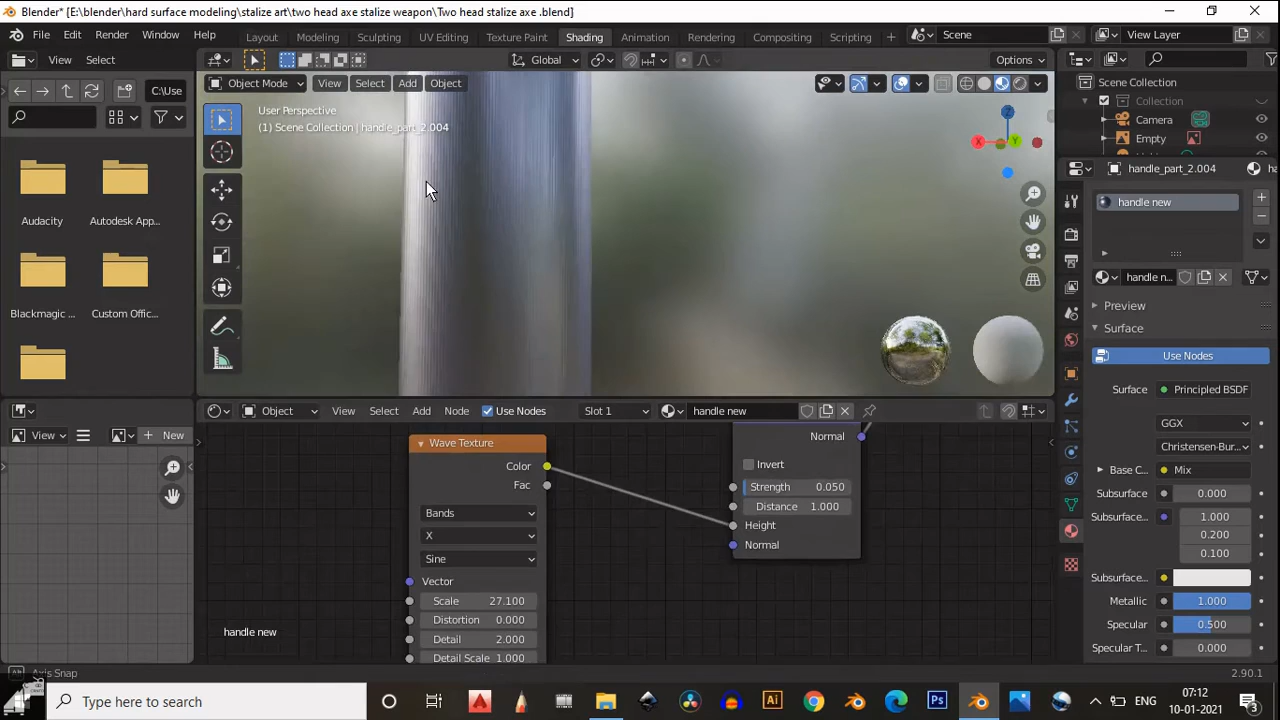 Blender* [E:\blender\hard surface modeling\stalize art\two head axe stalize weapon\Two head stalize axe .blend]
File Edit Render Window Help
Layout Modeling Sculpting UV Editing Texture Paint Shading Animation Rendering Compositing Scripting
Scene
View Layer
View Select
Global
Options
Object Mode View Select Add Object
C:\Use
User Perspective
(1) Scene Collection | handle_part_2.004
Scene Collection
Collection
Camera
Empty
handle_part_2.004
handle new
Audacity
Autodesk App...
Blackmagic ...
Custom Offic...
handle n...
Preview
Surface
Use Nodes
Surface
Principled BSDF
GGX
Christensen-Bur...
Base C...
Mix
Subsurface
0.000
Subsurface...
1.000
0.200
0.100
Subsurface...
Metallic
1.000
Specular
0.500
Specular T...
0.000
View
New
Object View Select Add Node Use Nodes Slot 1 handle new
Wave Texture
Color
Fac
Bands
X
Sine
Vector
Scale 27.100
Distortion 0.000
Detail 2.000
Detail Scale 1.000
Normal
Invert
Strength 0.050
Distance 1.000
Height
Normal
handle new
Axis Snap
2.90.1
Type here to search
ENG
07:12
10-01-2021
3